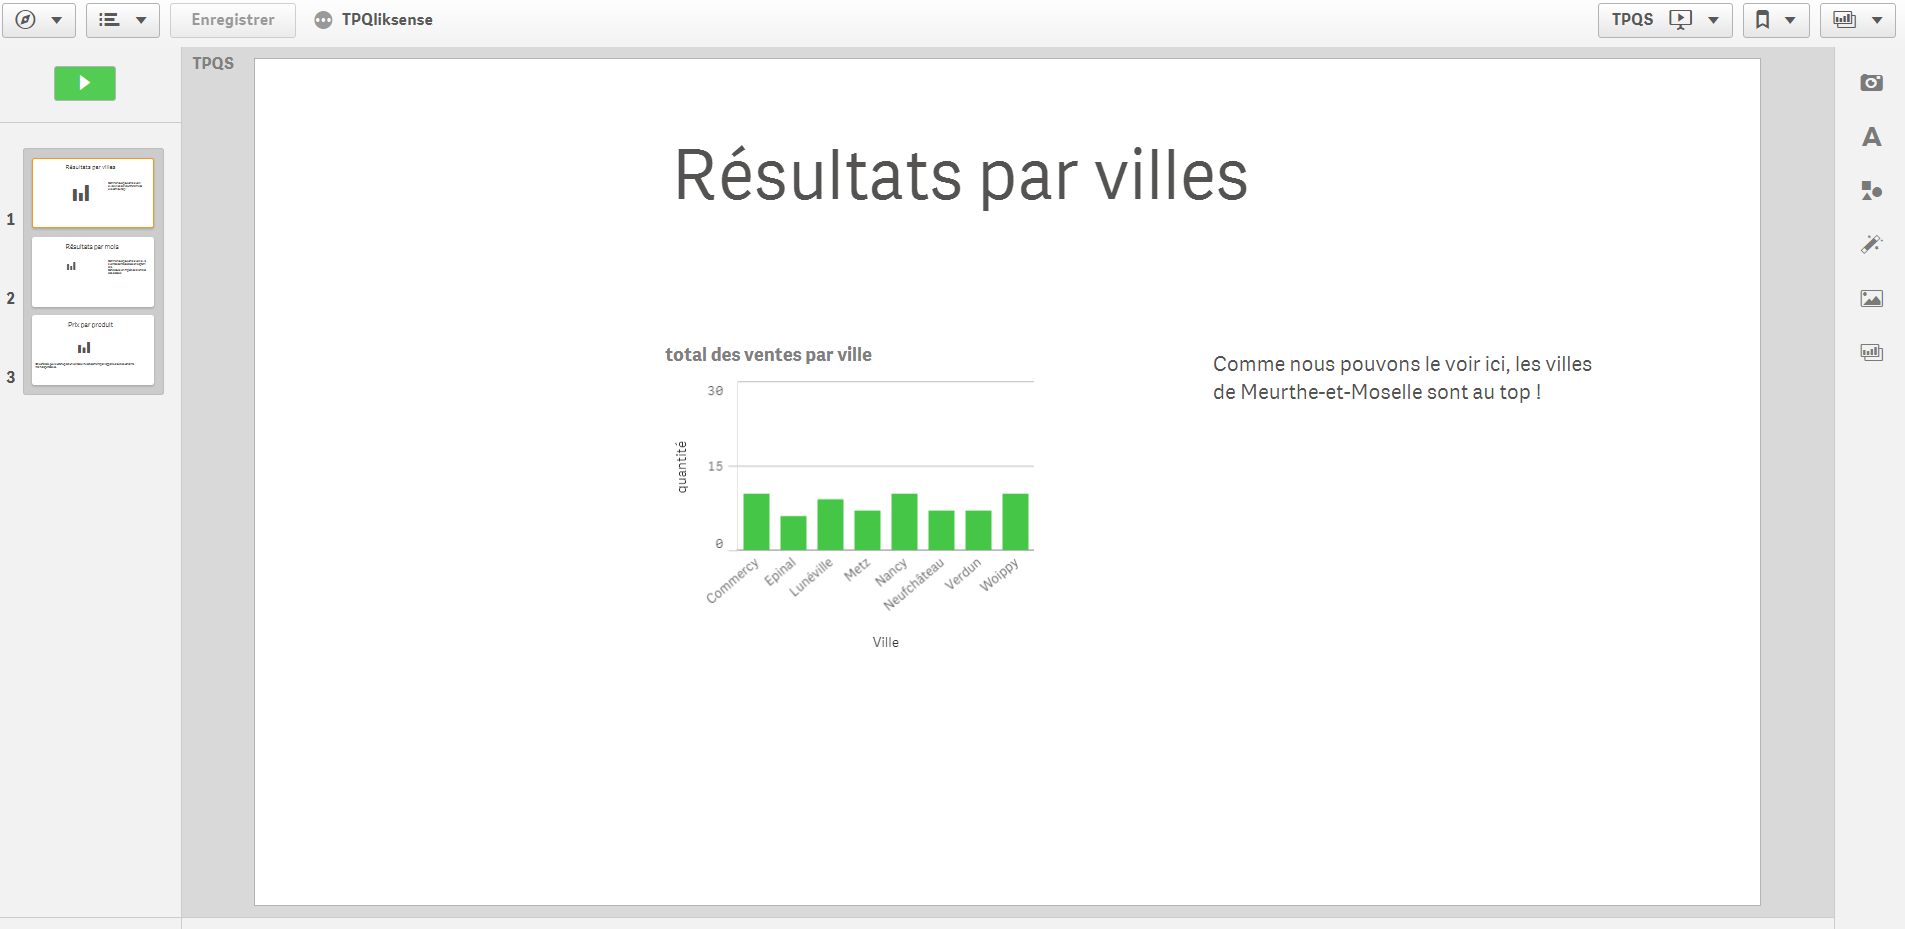 Enregistrer
TPQliksense
TPQS
TPQS
Résultats par villes
1
Résultats par mois
2
Prix par produit
3
Résultats par villes
total des ventes par ville
30
15
0
quantité
Commercy
Epinal
Lunéville
Metz
Nancy
Neufchâteau
Verdun
Woippy
Ville
Comme nous pouvons le voir ici, les villes
de Meurthe-et-Moselle sont au top !